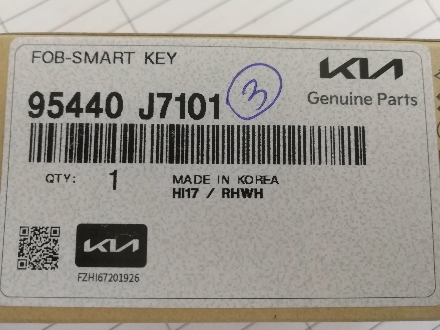 FOB-SMART KEY
KIA
Genuine Parts
95440 J7101
3
QTY: 1
MADE IN KOREA
HI17 / RHWH
KIA
FZHI67201926